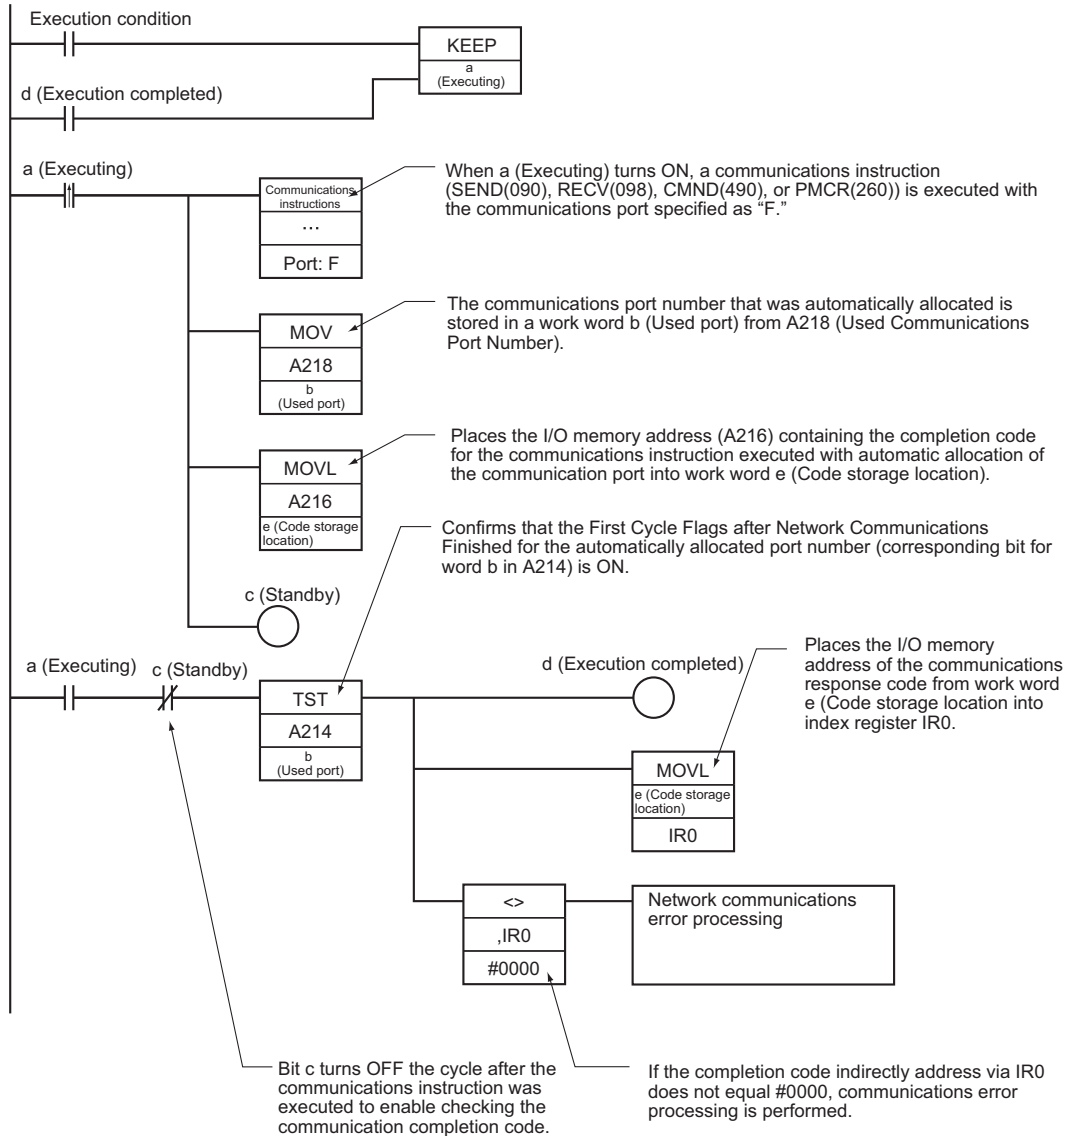 Execution condition
KEEP
a
(Executing)
d (Execution completed)
a (Executing)
Communications
instructions
...
Port: F
When a (Executing) turns ON, a communications instruction
(SEND(090), RECV(098), CMND(490), or PMCR(260)) is executed with
the communications port specified as “F.”
MOV
A218
b
(Used port)
The communications port number that was automatically allocated is
stored in a work word b (Used port) from A218 (Used Communications
Port Number).
MOVL
A216
e (Code storage
location)
Places the I/O memory address (A216) containing the completion code
for the communications instruction executed with automatic allocation of
the communication port into work word e (Code storage location).
Confirms that the First Cycle Flags after Network Communications
Finished for the automatically allocated port number (corresponding bit for
word b in A214) is ON.
c (Standby)
a (Executing)
c (Standby)
TST
A214
b
(Used port)
d (Execution completed)
Places the I/O memory
address of the communications
response code from work word
e (Code storage location into
index register IR0.
MOVL
e (Code storage
location)
IR0
<>
,IR0
#0000
Network communications
error processing
Bit c turns OFF the cycle after the
communications instruction was
executed to enable checking the
communication completion code.
If the completion code indirectly address via IR0
does not equal #0000, communications error
processing is performed.